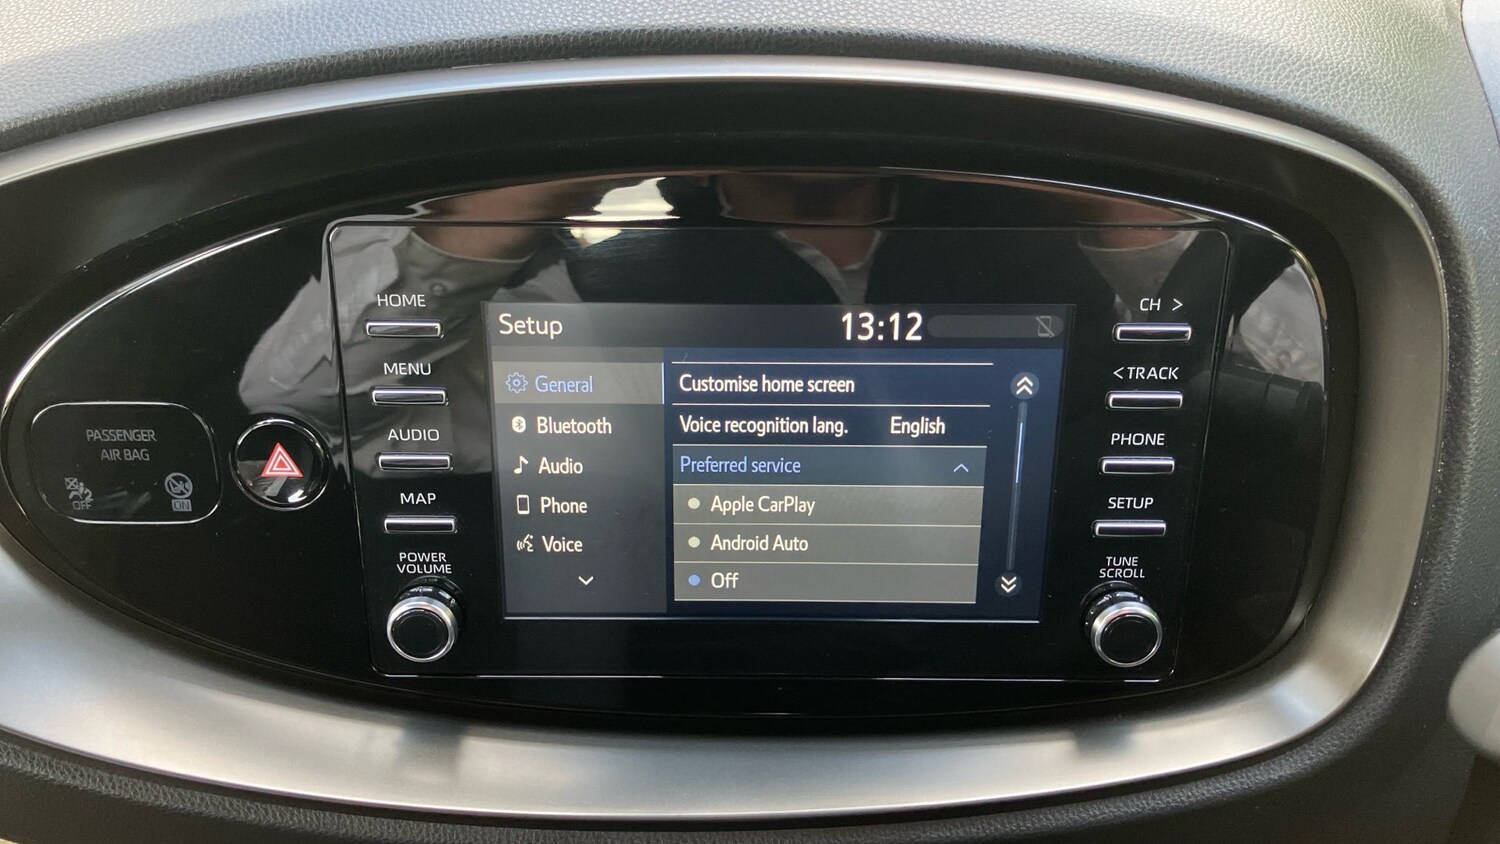 PASSENGER
AIR BAG
OFF
ON
HOME
MENU
AUDIO
MAP
POWER
VOLUME
Setup
13:12
General
Bluetooth
Audio
Phone
Voice
Customise home screen
Voice recognition lang. English
Preferred service
Apple CarPlay
Android Auto
Off
CH >
< TRACK
PHONE
SETUP
TUNE
SCROLL